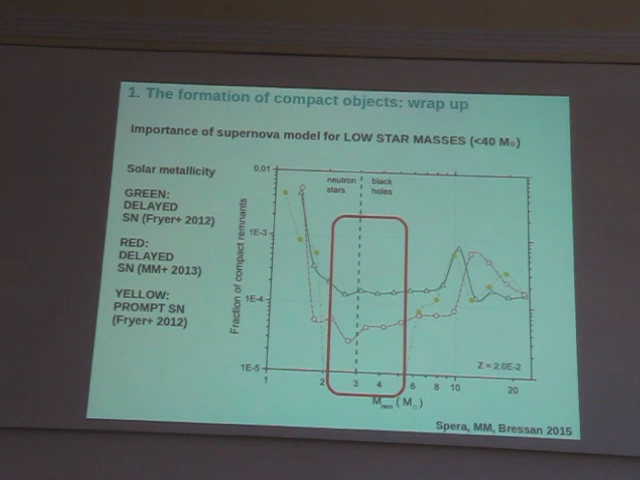 1. The formation of compact objects: wrap up
Importance of supernova model for LOW STAR MASSES (<40 M⊙)
Solar metallicity
GREEN:
DELAYED
SN (Fryer+ 2012)
RED:
DELAYED
SN (MM+ 2013)
YELLOW:
PROMPT SN
(Fryer+ 2012)
Fraction of compact remnants
0,01
1E-3
1E-4
1E-5
neutron
stars
black
holes
Z = 2.0E-2
1 2 3 4 6 8 10 20
M_rem (M⊙)
Spera, MM, Bressan 2015